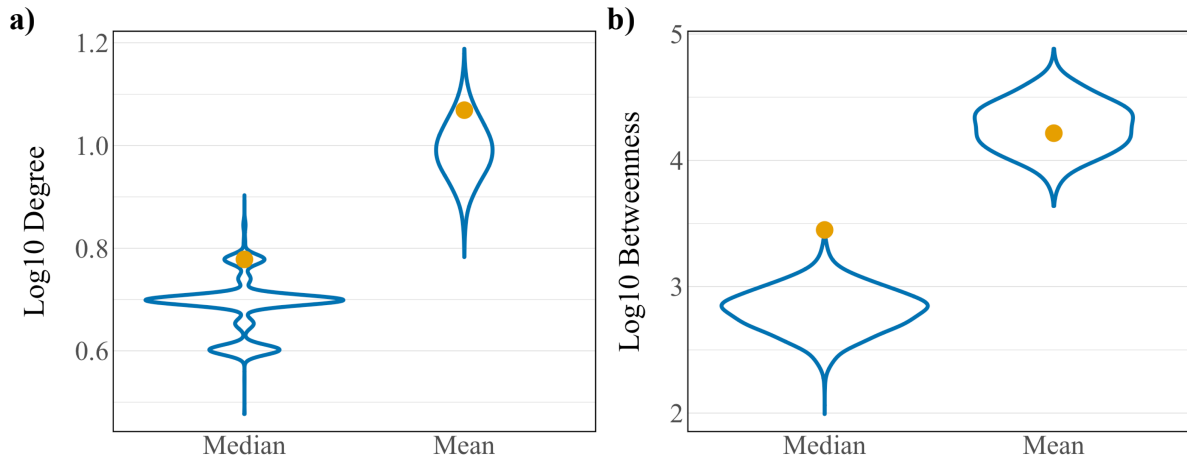 a)
Log10 Degree
1.2
1.0
0.8
0.6
Median Mean
b)
Log10 Betweenness
5
4
3
2
Median Mean